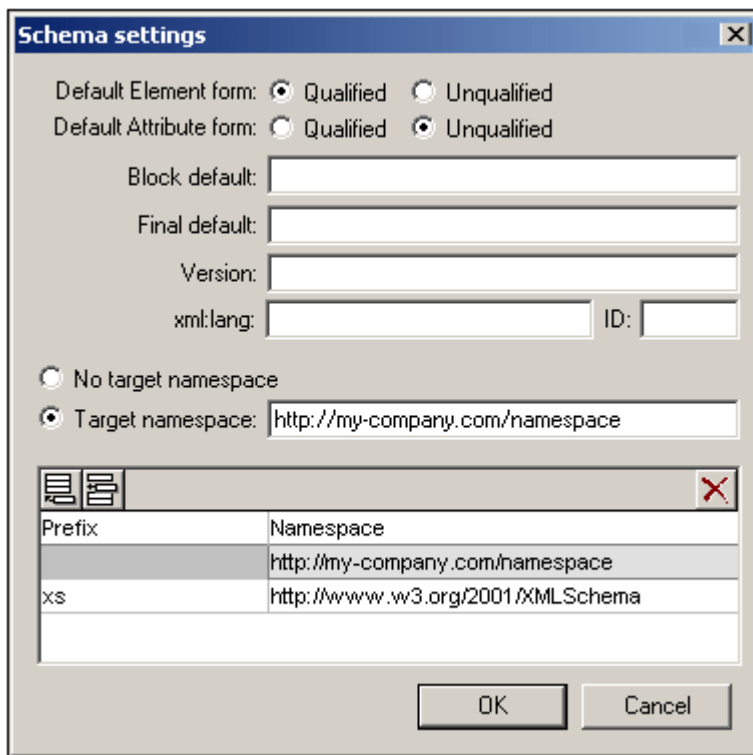 Schema settings
Default Element form: Qualified Unqualified
Default Attribute form: Qualified Unqualified
Block default:
Final default:
Version:
xml:lang: ID:
No target namespace
Target namespace: http://my-company.com/namespace
Prefix Namespace
http://my-company.com/namespace
xs http://www.w3.org/2001/XMLSchema
OK Cancel